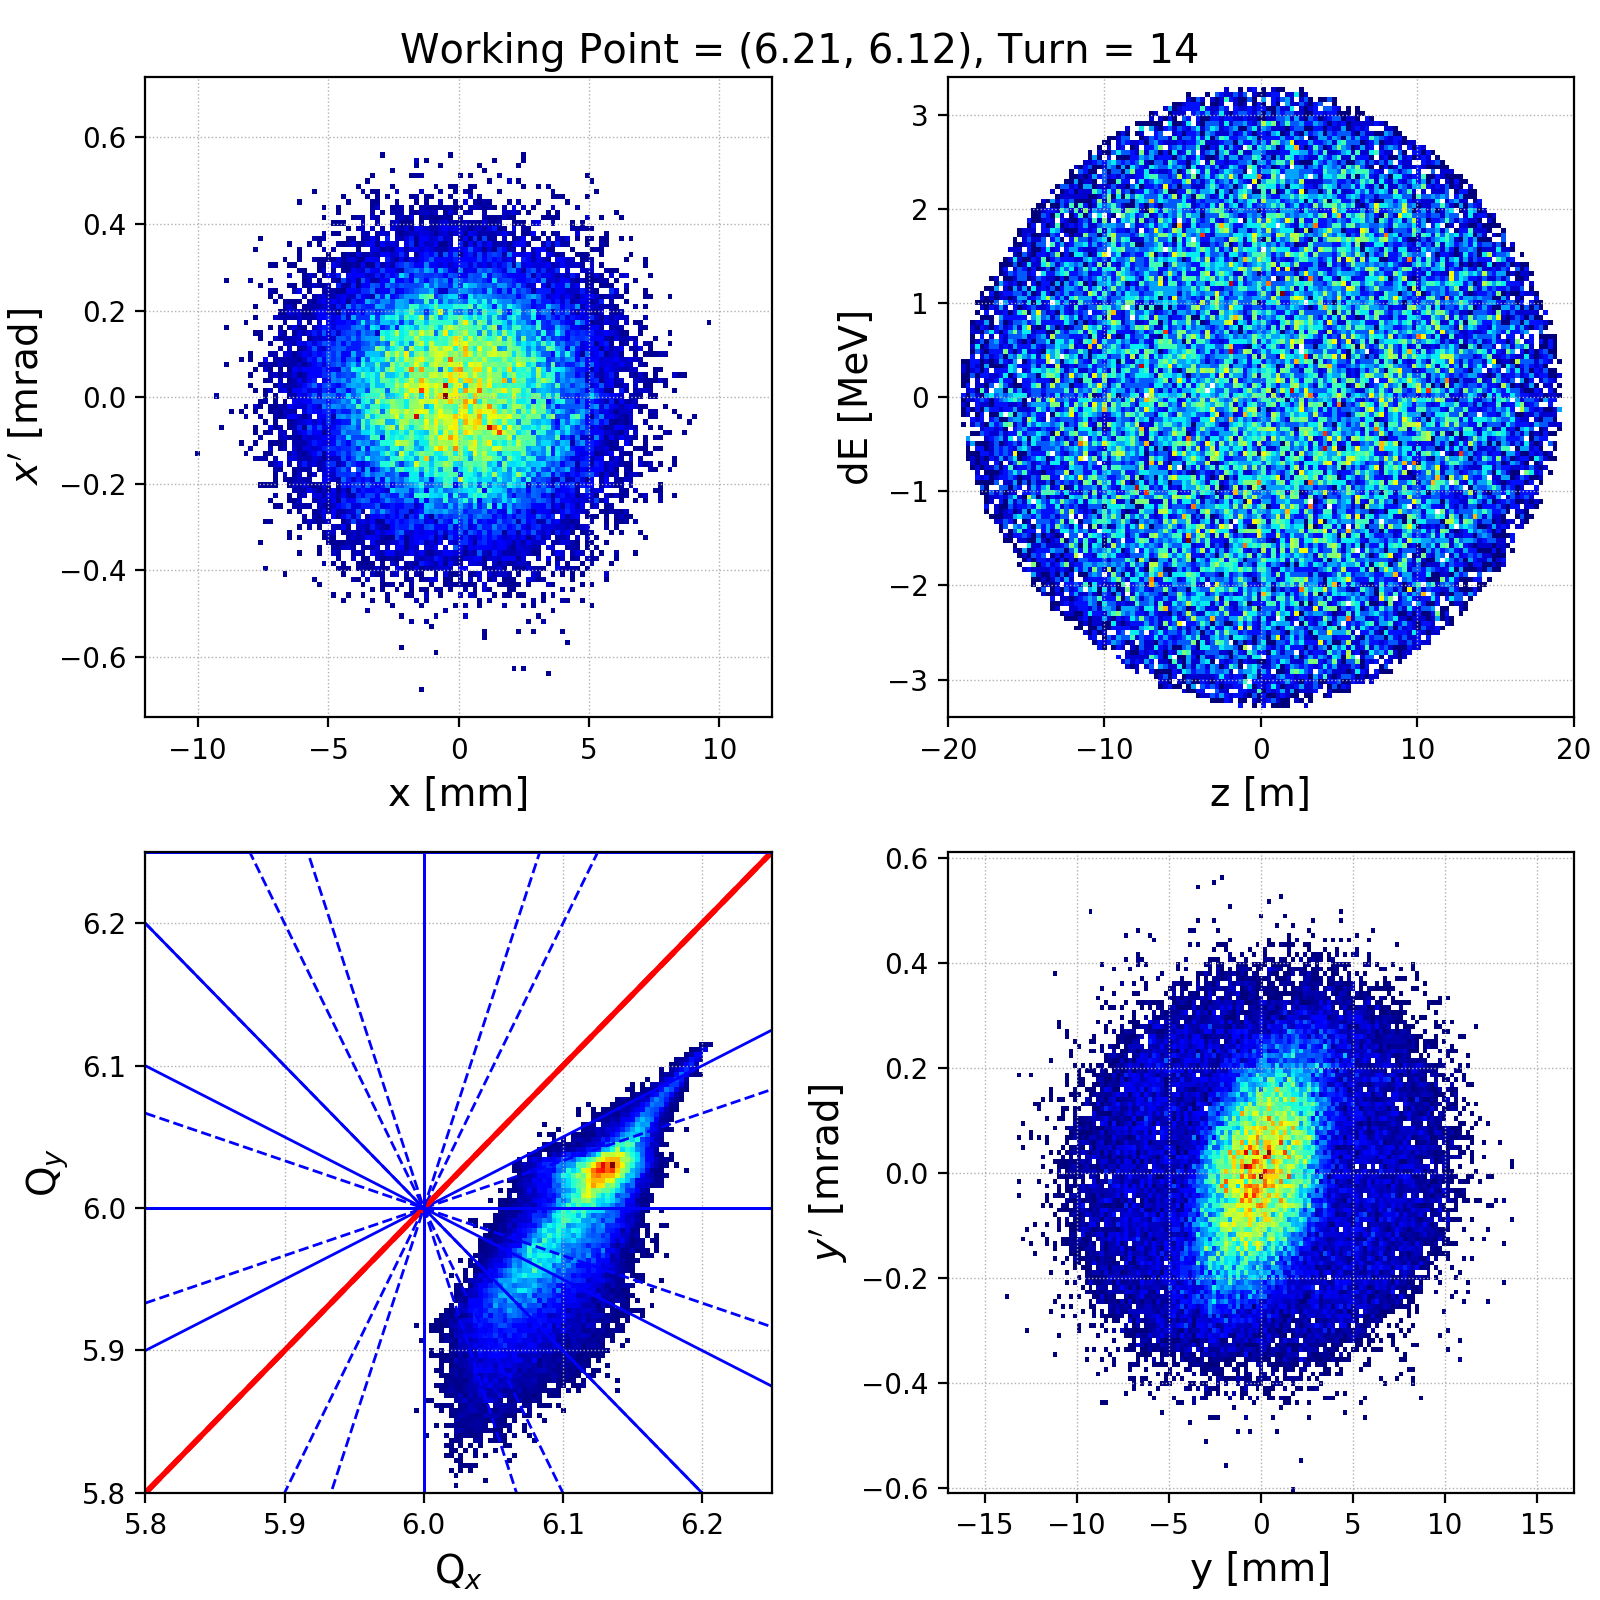 Working Point = (6.21, 6.12), Turn = 14
0.6
0.4
0.2
0.0
−0.2
−0.4
−0.6
x′ [mrad]
−10 −5 0 5 10
x [mm]
3
2
1
0
−1
−2
−3
dE [MeV]
−20 −10 0 10 20
z [m]
6.2
6.1
6.0
5.9
5.8
Qy
5.8 5.9 6.0 6.1 6.2
Qx
0.6
0.4
0.2
0.0
−0.2
−0.4
−0.6
y′ [mrad]
−15 −10 −5 0 5 10 15
y [mm]